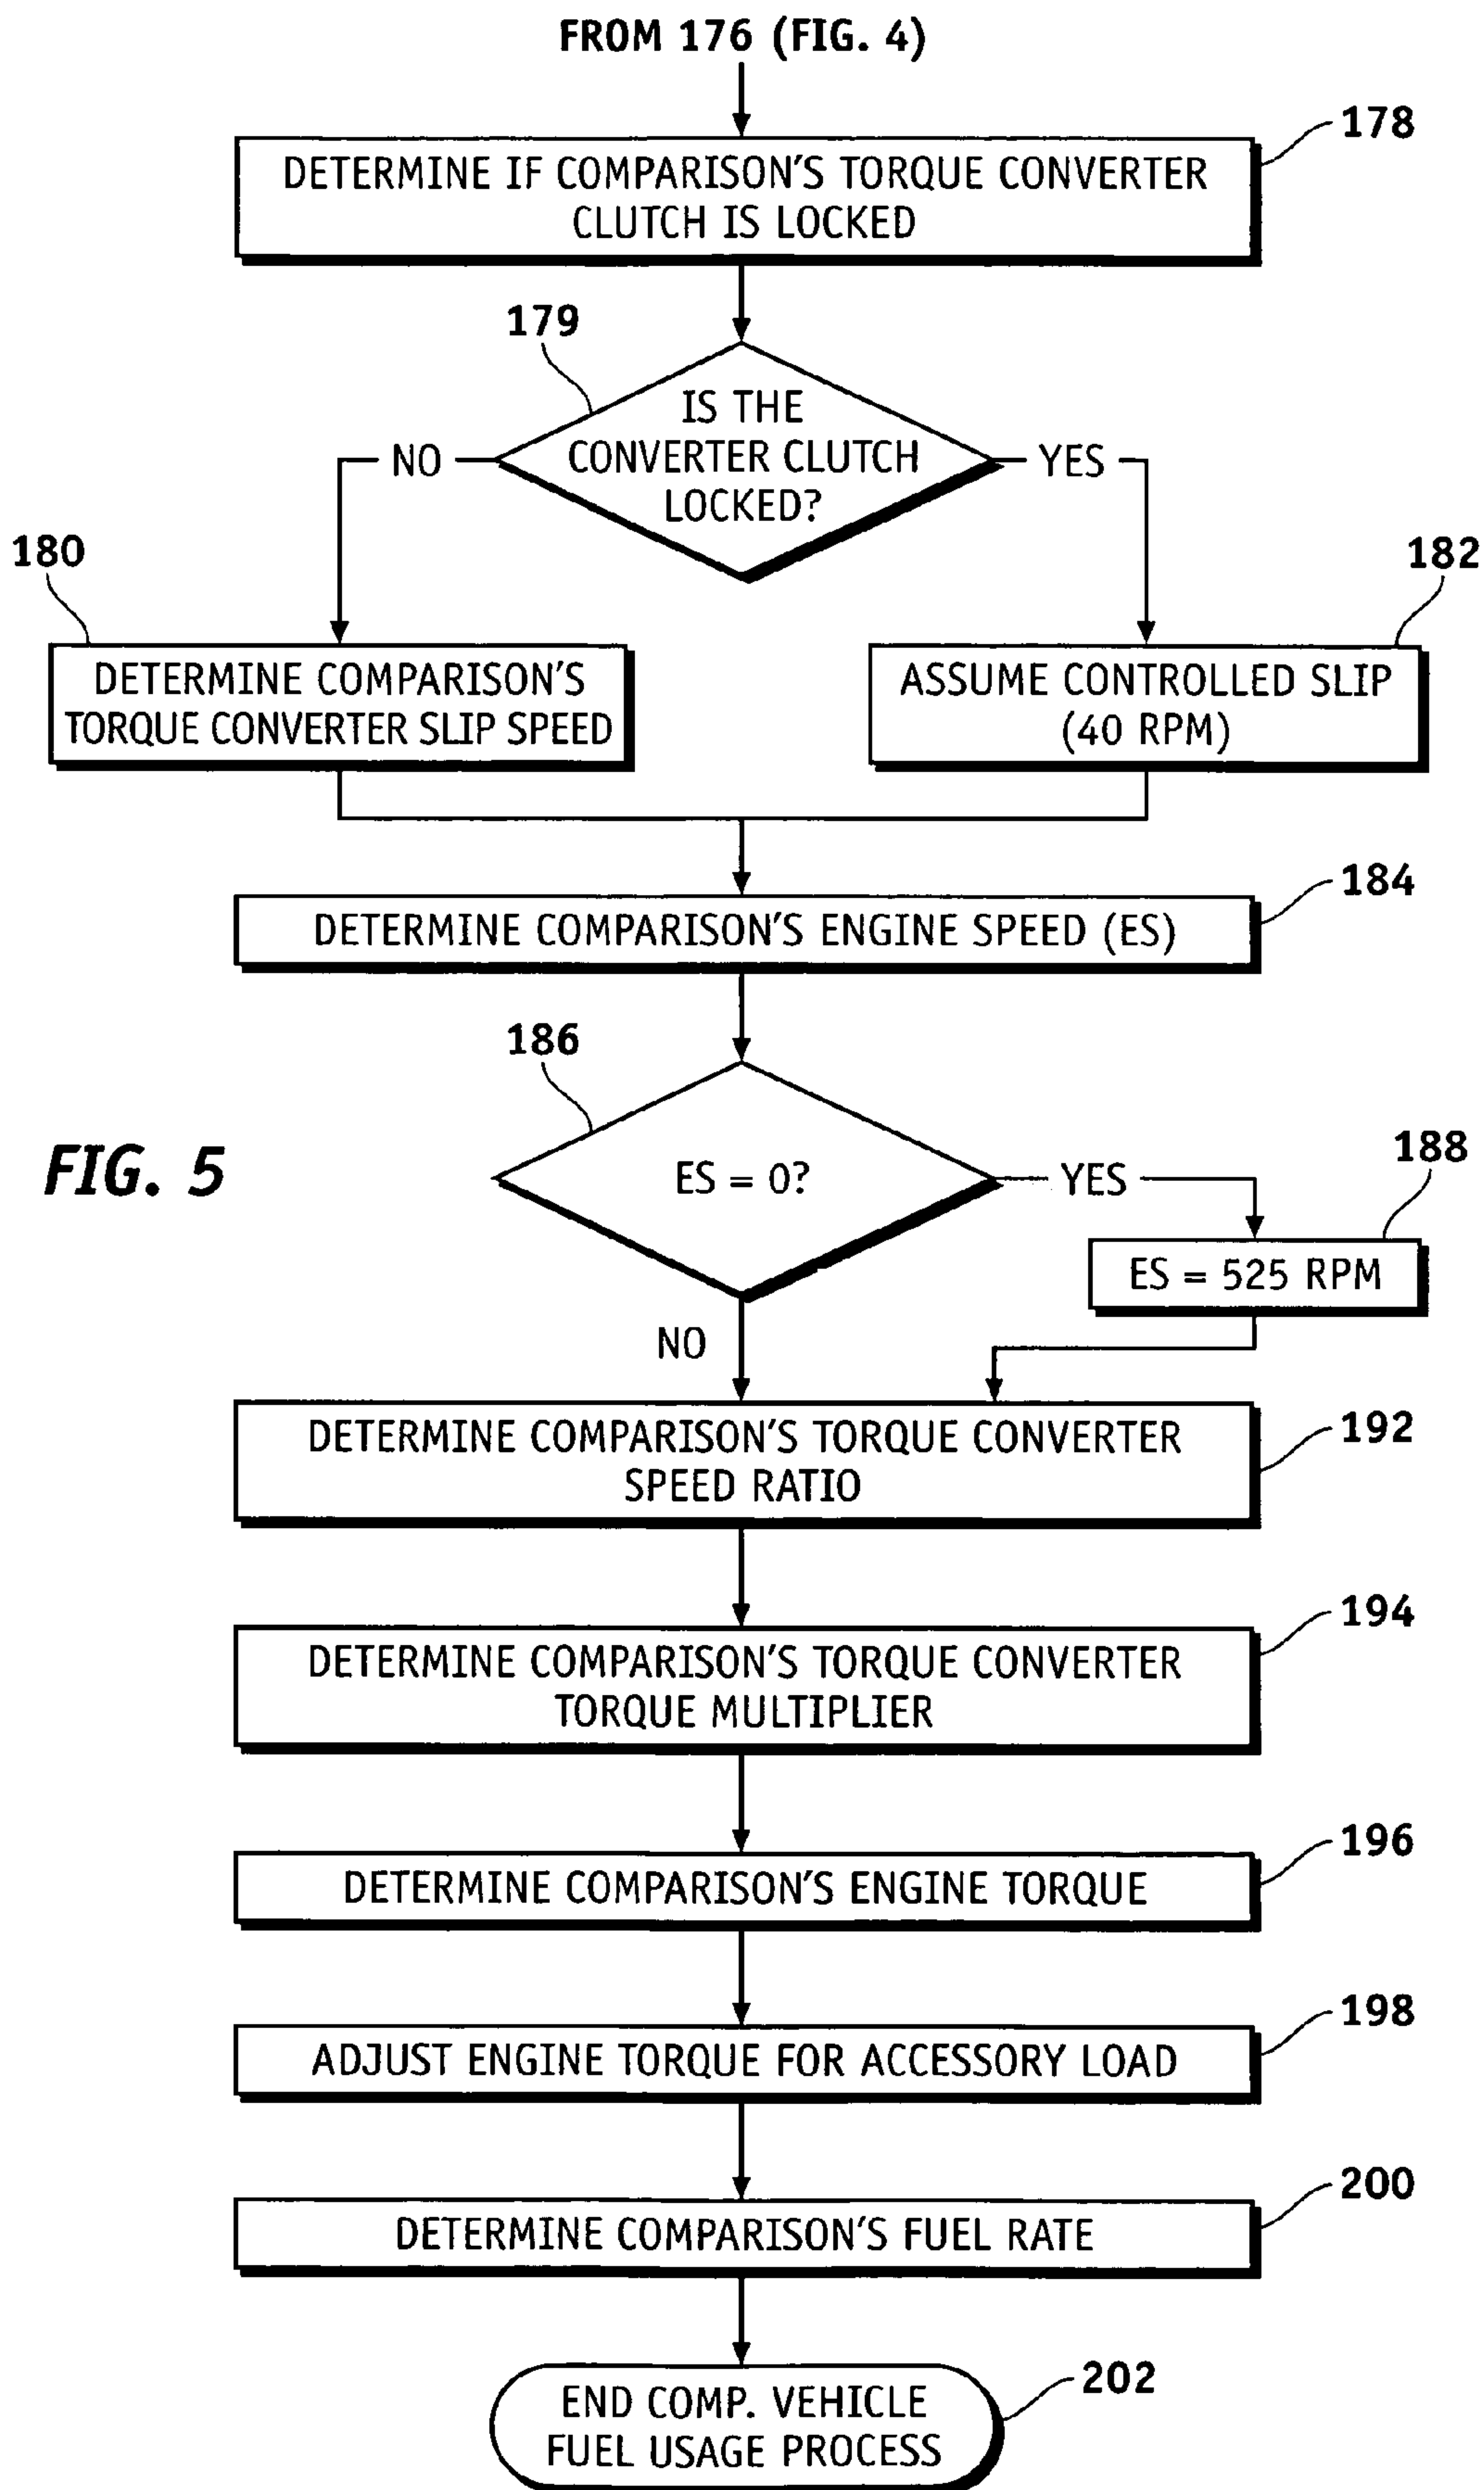 FROM 176 (FIG. 4)
178
DETERMINE IF COMPARISON'S TORQUE CONVERTER
CLUTCH IS LOCKED
179
IS THE
CONVERTER CLUTCH
LOCKED?
NO
YES
180
182
DETERMINE COMPARISON'S
TORQUE CONVERTER SLIP SPEED
ASSUME CONTROLLED SLIP
(40 RPM)
184
DETERMINE COMPARISON'S ENGINE SPEED (ES)
186
FIG. 5
ES = 0?
YES
188
ES = 525 RPM
NO
192
DETERMINE COMPARISON'S TORQUE CONVERTER
SPEED RATIO
194
DETERMINE COMPARISON'S TORQUE CONVERTER
TORQUE MULTIPLIER
196
DETERMINE COMPARISON'S ENGINE TORQUE
198
ADJUST ENGINE TORQUE FOR ACCESSORY LOAD
200
DETERMINE COMPARISON'S FUEL RATE
202
END COMP. VEHICLE
FUEL USAGE PROCESS